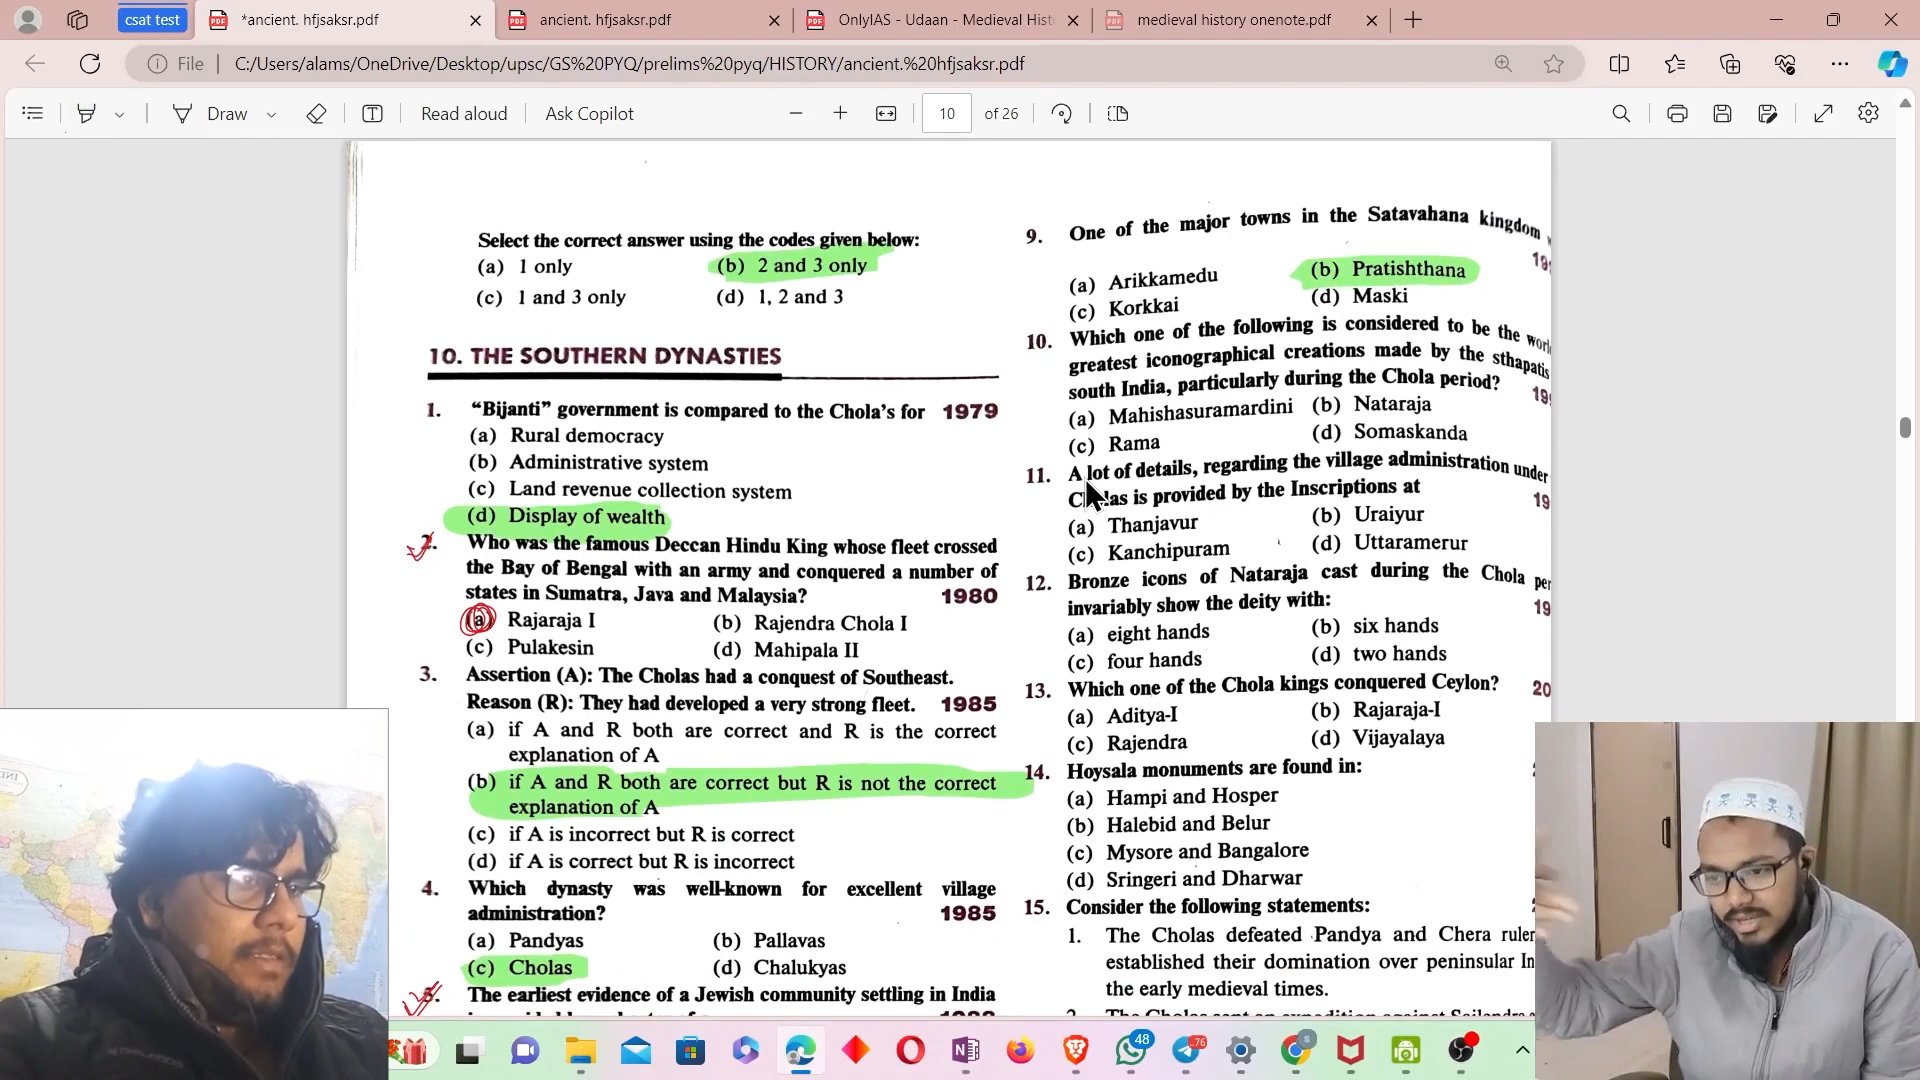 csat test
*ancient. hfjsaksr.pdf
ancient. hfjsaksr.pdf
OnlyIAS - Udaan - Medieval Hist
medieval history onenote.pdf
File
C:/Users/alams/OneDrive/Desktop/upsc/GS%20PYQ/prelims%20pyq/HISTORY/ancient.%20hfjsaksr.pdf
Draw
Read aloud
Ask Copilot
10
of 26
Select the correct answer using the codes given below:
(a) 1 only
(b) 2 and 3 only
(c) 1 and 3 only
(d) 1, 2 and 3
10. THE SOUTHERN DYNASTIES
1. "Bijanti" government is compared to the Chola's for 1979
(a) Rural democracy
(b) Administrative system
(c) Land revenue collection system
(d) Display of wealth
2. Who was the famous Deccan Hindu King whose fleet crossed
the Bay of Bengal with an army and conquered a number of
states in Sumatra, Java and Malaysia? 1980
(a) Rajaraja I
(b) Rajendra Chola I
(c) Pulakesin
(d) Mahipala II
3. Assertion (A): The Cholas had a conquest of Southeast.
Reason (R): They had developed a very strong fleet. 1985
(a) if A and R both are correct and R is the correct
explanation of A
(b) if A and R both are correct but R is not the correct
explanation of A
(c) if A is incorrect but R is correct
(d) if A is correct but R is incorrect
4. Which dynasty was well-known for excellent village
administration? 1985
(a) Pandyas
(b) Pallavas
(c) Cholas
(d) Chalukyas
5. The earliest evidence of a Jewish community settling in India
9. One of the major towns in the Satavahana kingdom
(a) Arikkamedu
(b) Pratishthana
(c) Korkkai
(d) Maski
10. Which one of the following is considered to be the worl
greatest iconographical creations made by the sthapatis
south India, particularly during the Chola period?
(a) Mahishasuramardini
(b) Nataraja
(c) Rama
(d) Somaskanda
11. A lot of details, regarding the village administration under
is provided by the Inscriptions at
(a) Thanjavur
(b) Uraiyur
(c) Kanchipuram
(d) Uttaramerur
12. Bronze icons of Nataraja cast during the Chola per
invariably show the deity with:
(a) eight hands
(b) six hands
(c) four hands
(d) two hands
13. Which one of the Chola kings conquered Ceylon? 20
(a) Aditya-I
(b) Rajaraja-I
(c) Rajendra
(d) Vijayalaya
14. Hoysala monuments are found in:
(a) Hampi and Hosper
(b) Halebid and Belur
(c) Mysore and Bangalore
(d) Sringeri and Dharwar
15. Consider the following statements:
1. The Cholas defeated Pandya and Chera ruler
established their domination over peninsular In
the early medieval times.
48
76